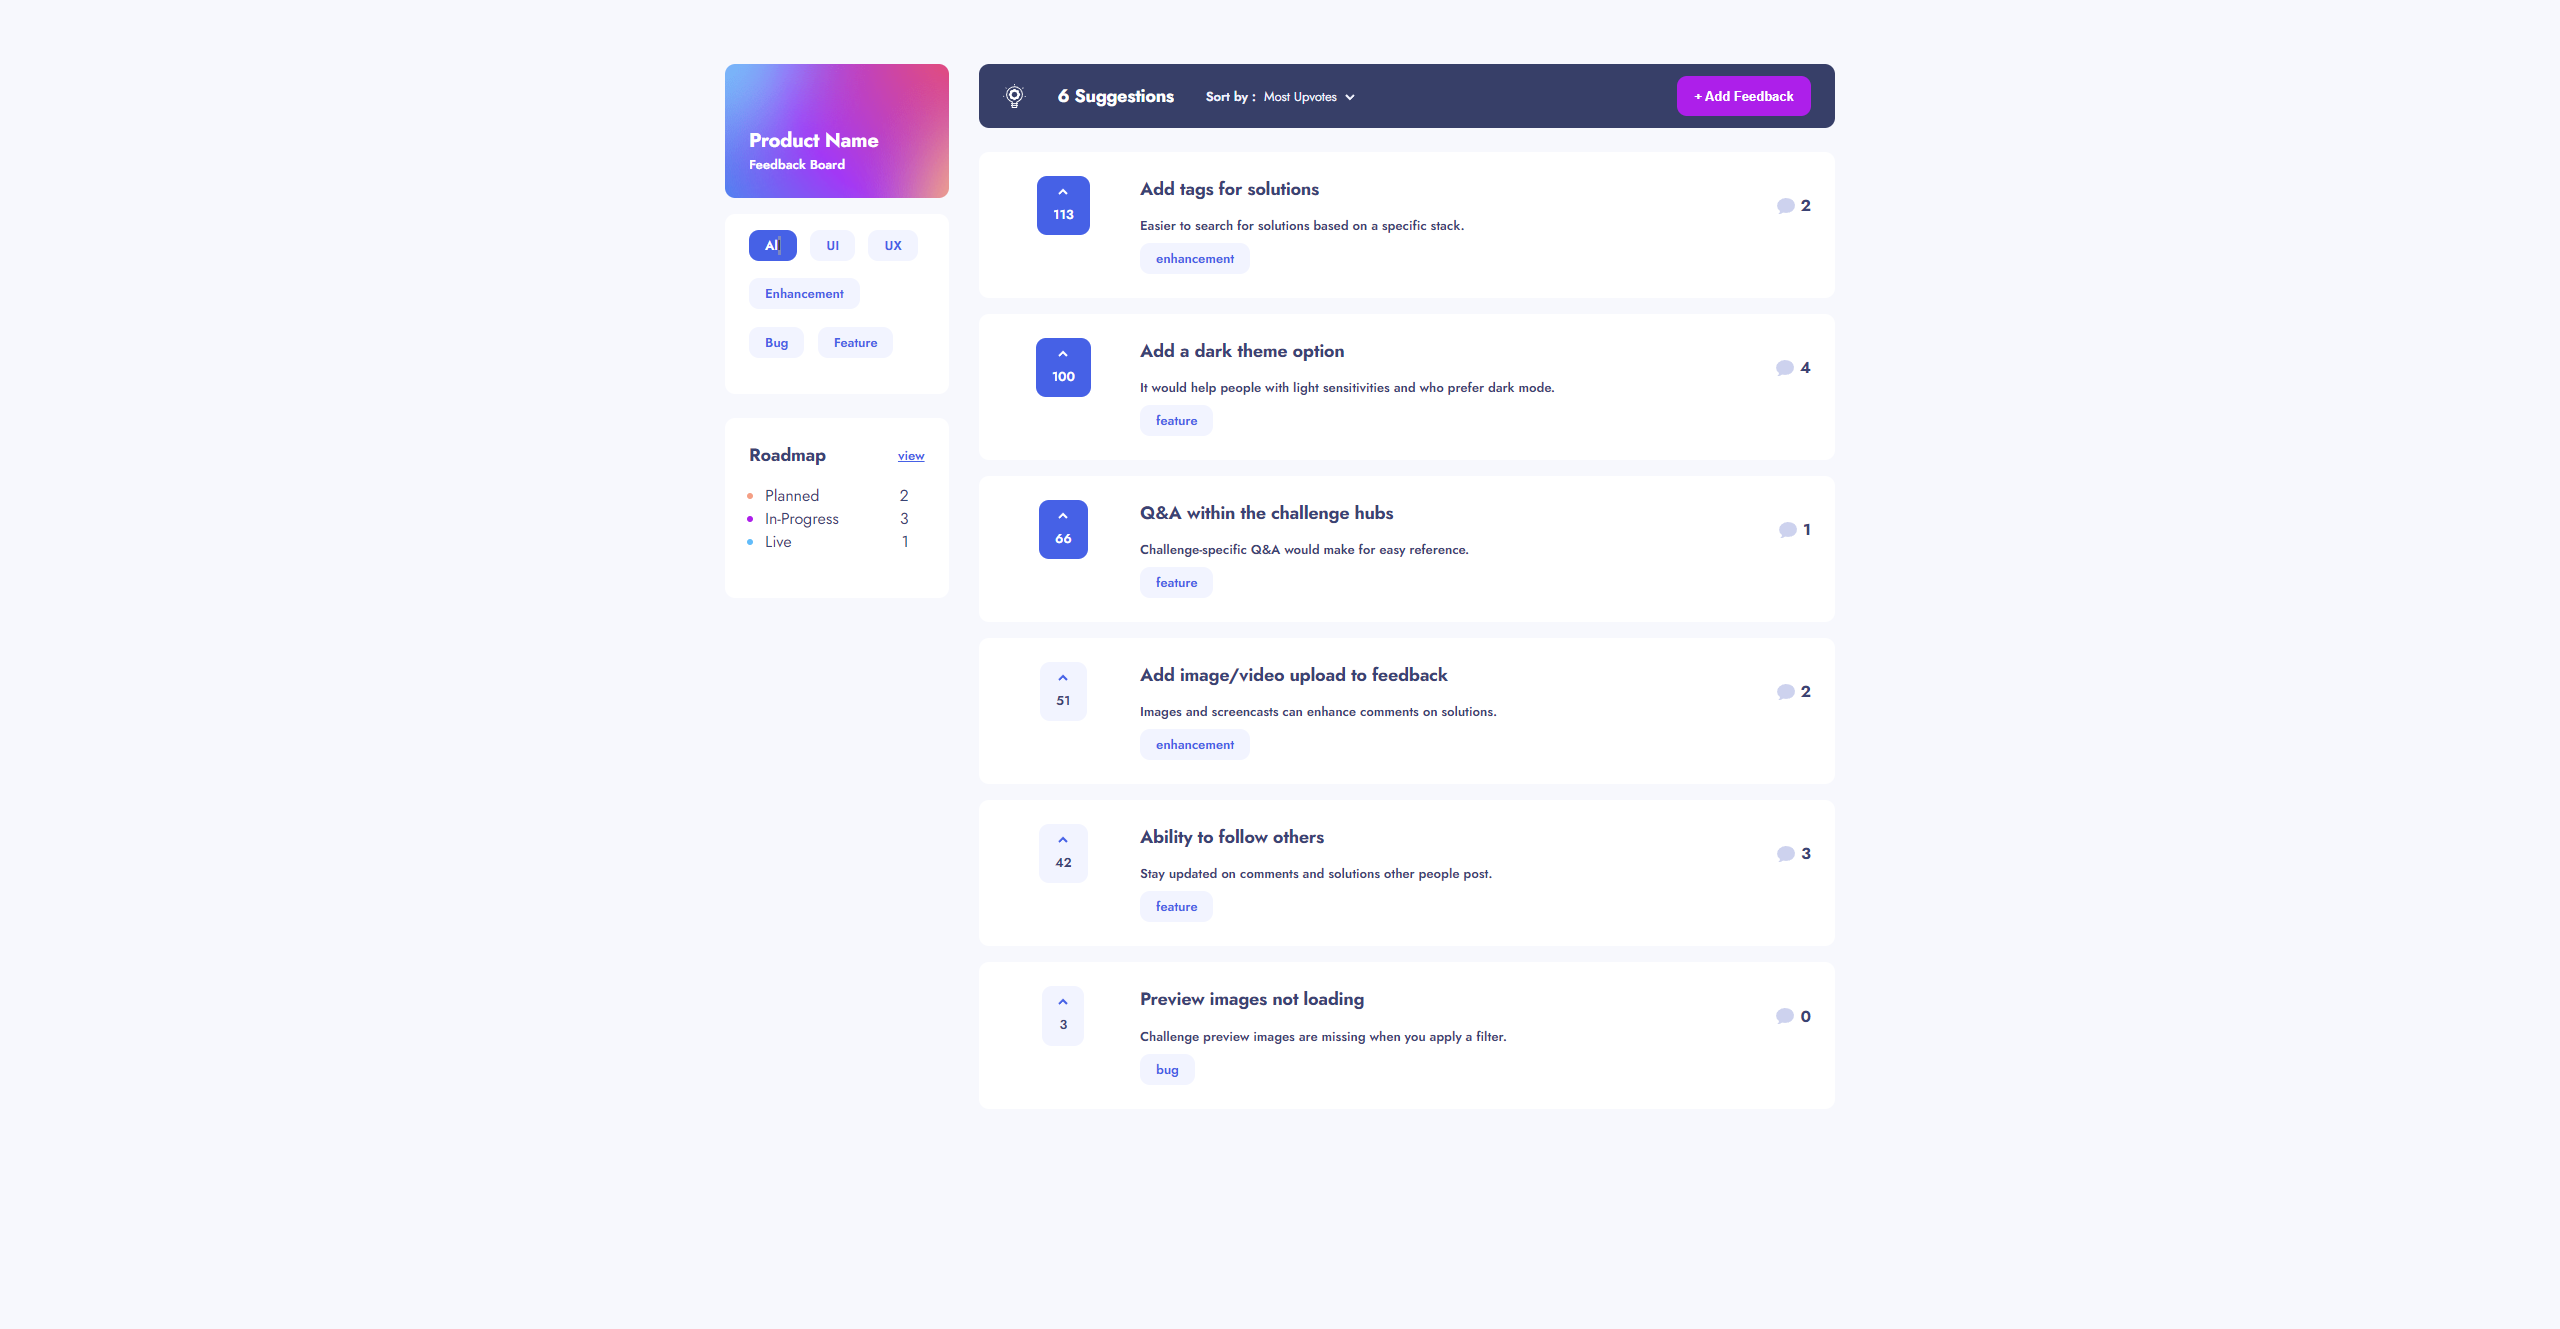 Product Name
Feedback Board
All
UI
UX
Enhancement
Bug
Feature
Roadmap
view
Planned 2
In-Progress 3
Live 1
6 Suggestions
Sort by : Most Upvotes
+ Add Feedback
113
Add tags for solutions
Easier to search for solutions based on a specific stack.
enhancement
2
100
Add a dark theme option
It would help people with light sensitivities and who prefer dark mode.
feature
4
66
Q&A within the challenge hubs
Challenge-specific Q&A would make for easy reference.
feature
1
51
Add image/video upload to feedback
Images and screencasts can enhance comments on solutions.
enhancement
2
42
Ability to follow others
Stay updated on comments and solutions other people post.
feature
3
3
Preview images not loading
Challenge preview images are missing when you apply a filter.
bug
0